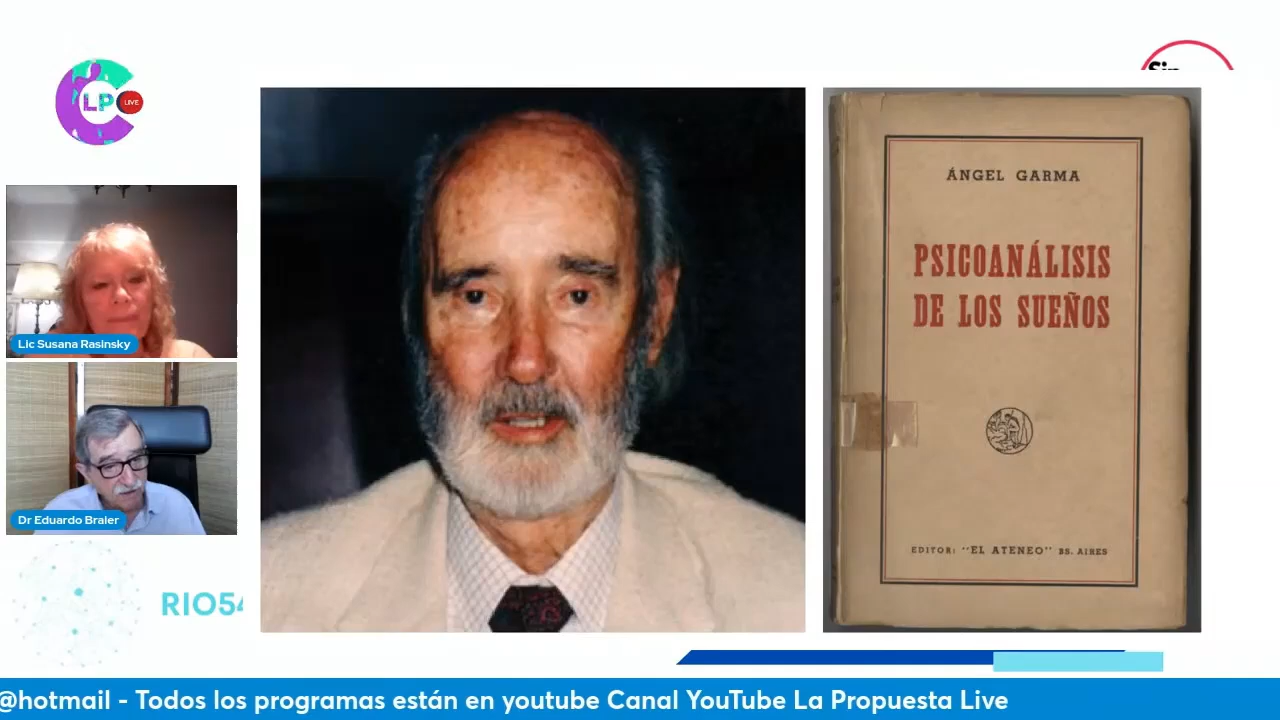 LP
LIVE
Lic Susana Rasinsky
Dr Eduardo Braier
RIO54
ÁNGEL GARMA
PSICOANÁLISIS
DE LOS SUEÑOS
EDITOR: "EL ATENEO" BS. AIRES
@hotmail - Todos los programas están en youtube Canal YouTube La Propuesta Live